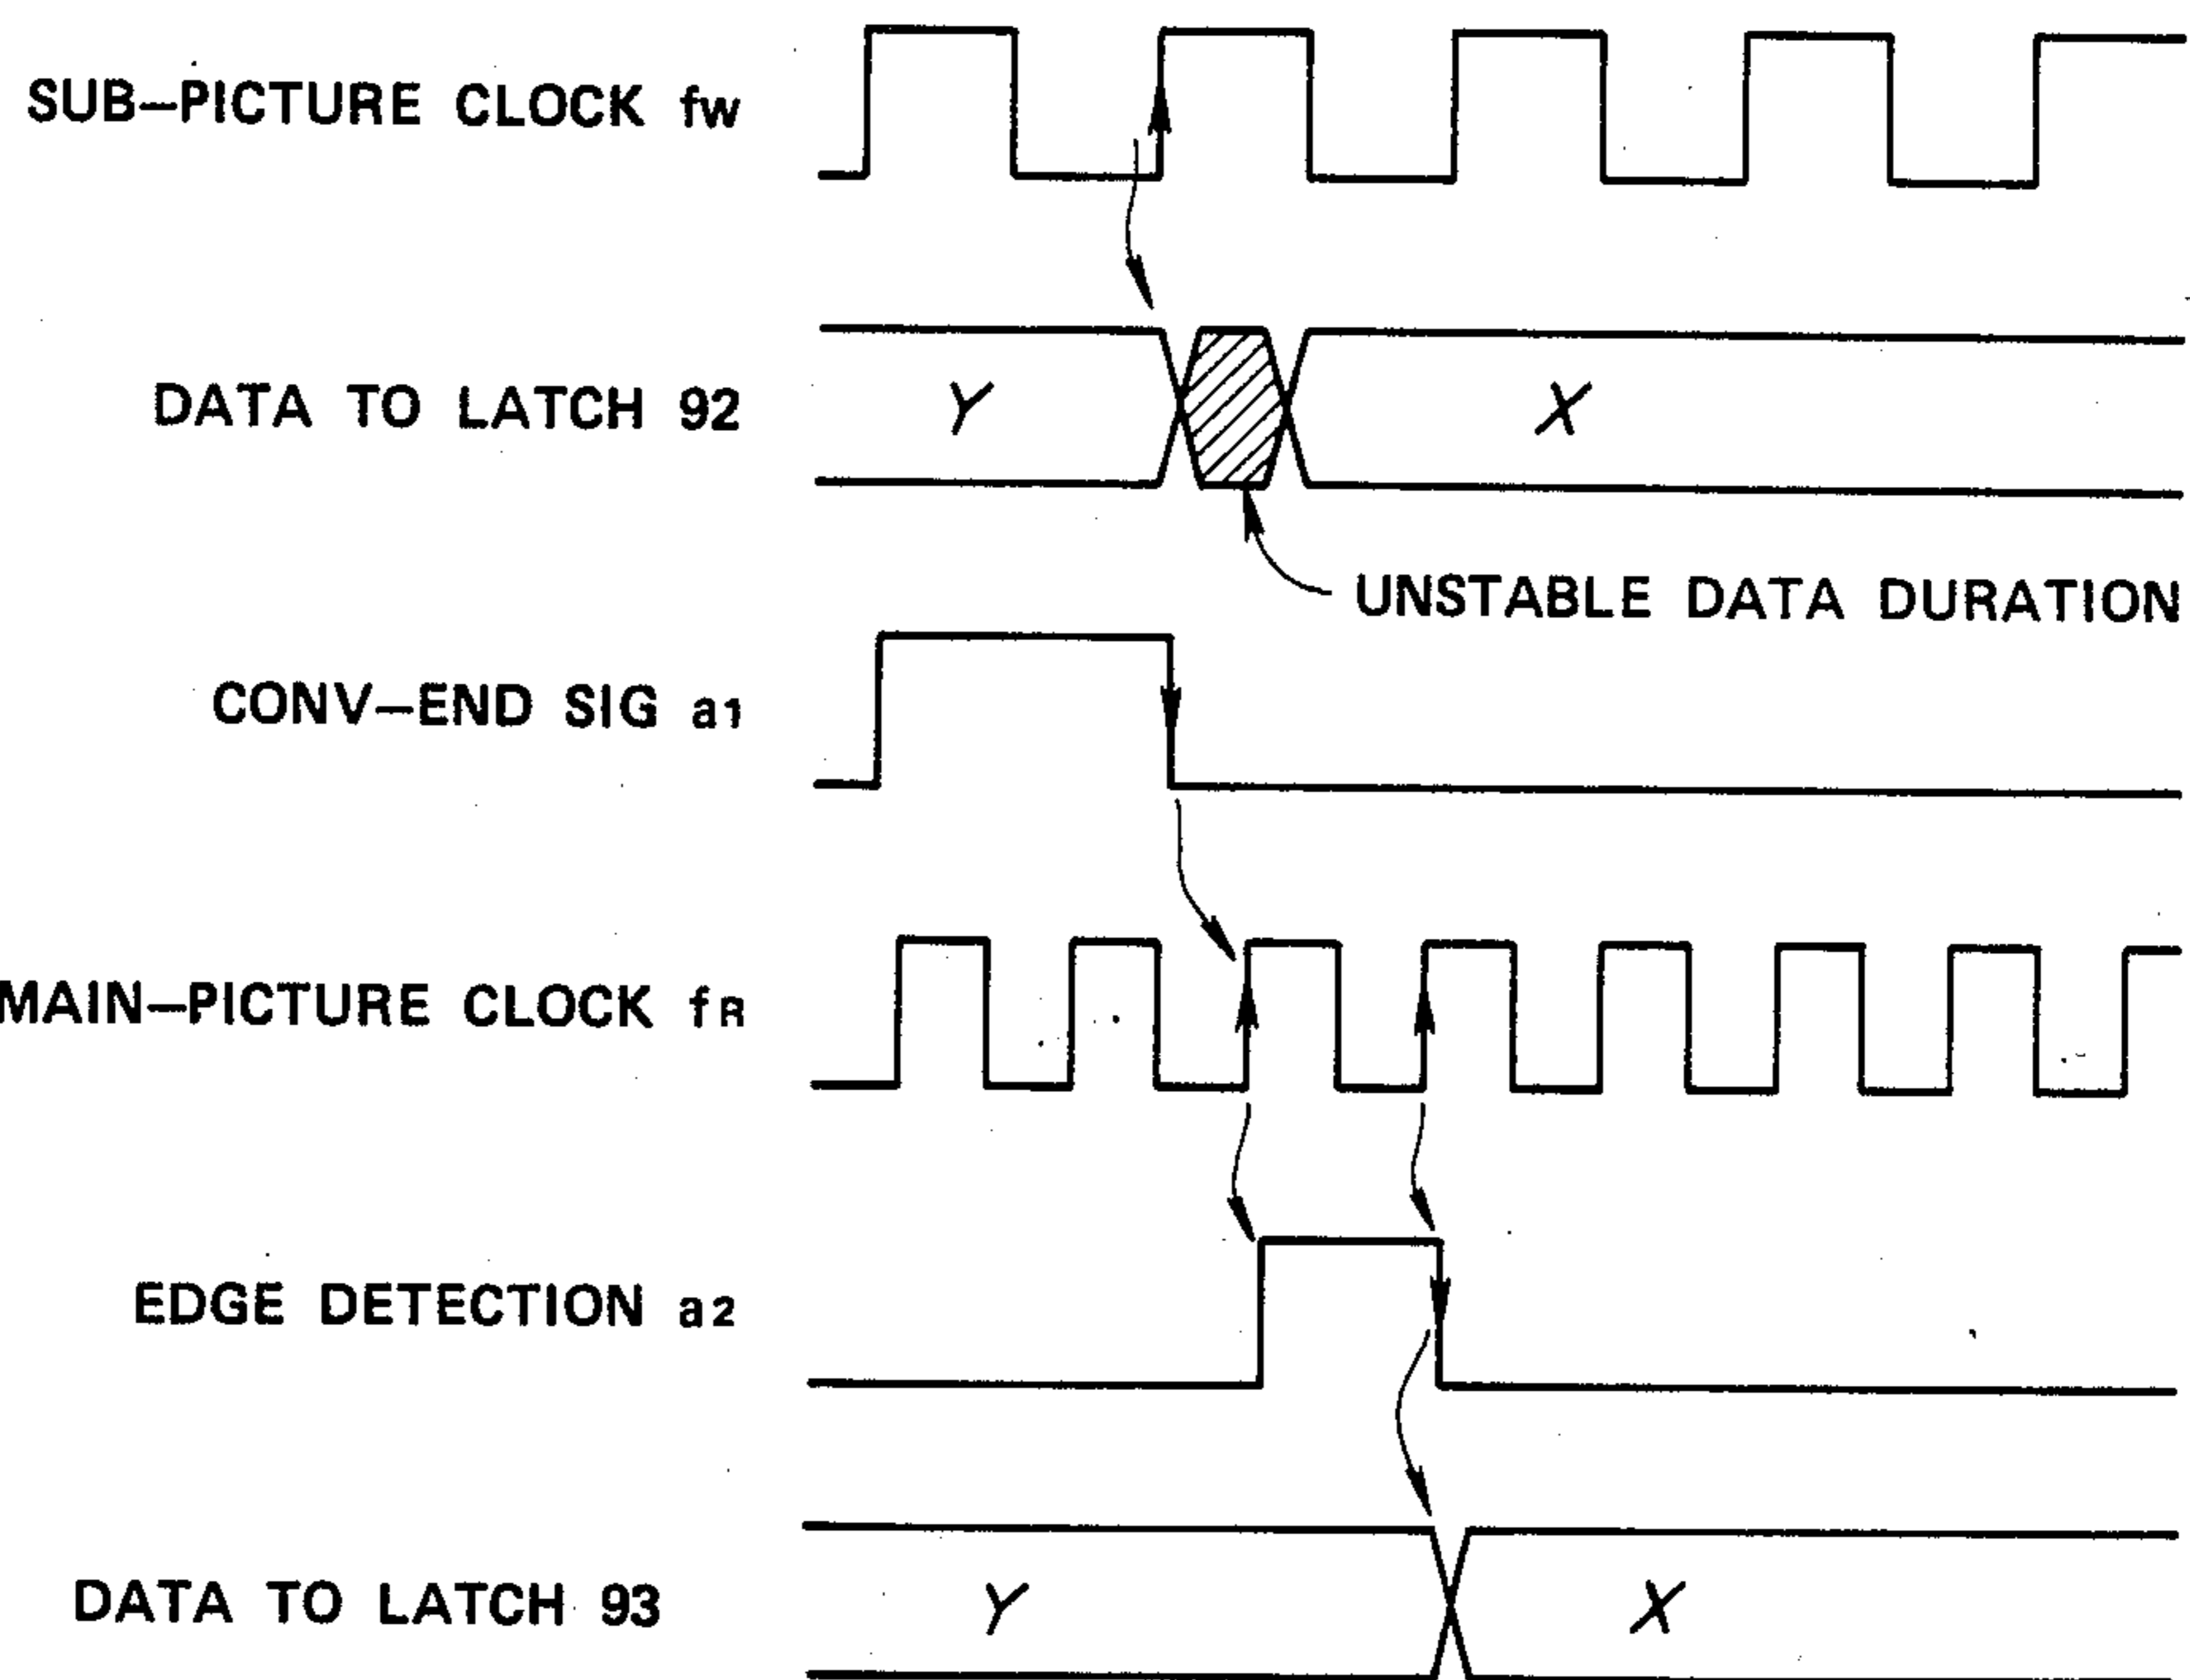 SUB-PICTURE CLOCK fW
DATA TO LATCH 92
Y
X
UNSTABLE DATA DURATION
CONV-END SIG a1
MAIN-PICTURE CLOCK fR
EDGE DETECTION a2
DATA TO LATCH 93
Y
X